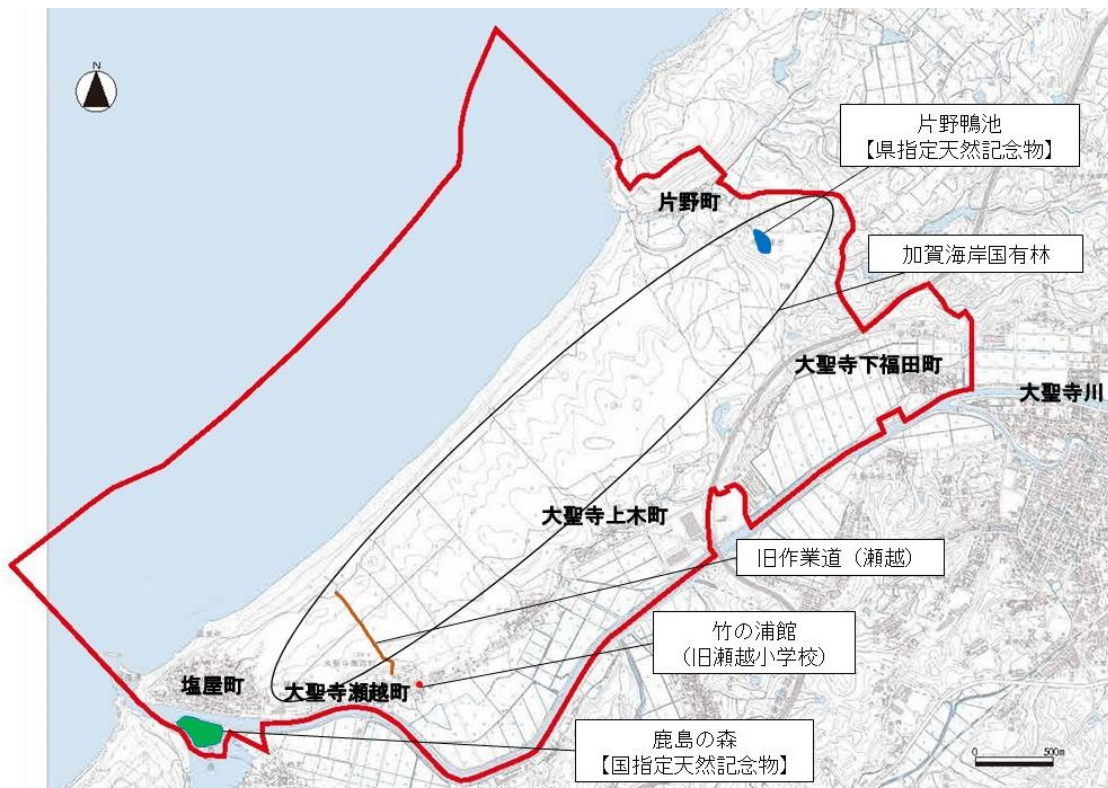 N
片野鴨池
【県指定天然記念物】
片野町
加賀海岸国有林
大聖寺下福田町
大聖寺川
大聖寺上木町
旧作業道（瀬越）
竹の浦館
（旧瀬越小学校）
塩屋町
大聖寺瀬越町
鹿島の森
【国指定天然記念物】
0
500m